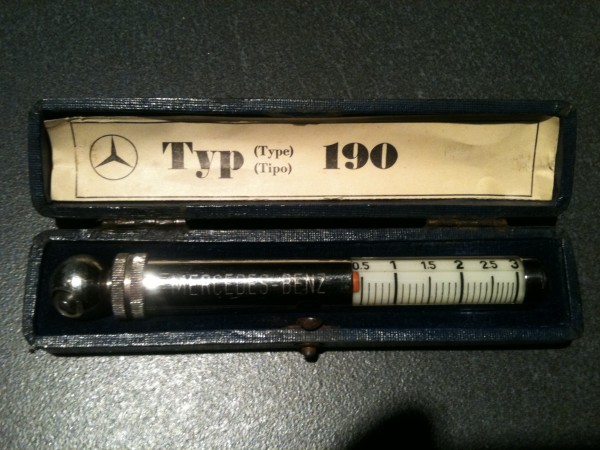 Typ (Type) 190
(Tipo)
MERCEDES-BENZ
0.5 1 1.5 2 2.5 3